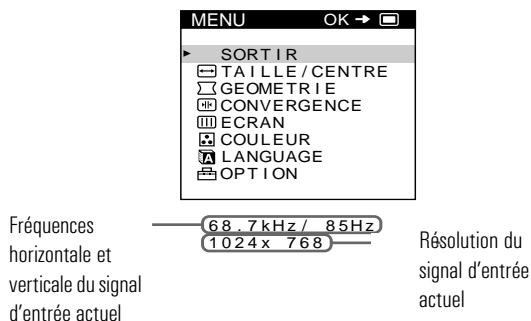 MENU OK
SORTIR
TAILLE/CENTRE
GEOMETRIE
CONVERGENCE
ECRAN
COULEUR
LANGUAGE
OPTION
68.7kHz/ 85Hz
1024x 768
Fréquences
horizontale et
verticale du signal
d'entrée actuel
Résolution du
signal d'entrée
actuel